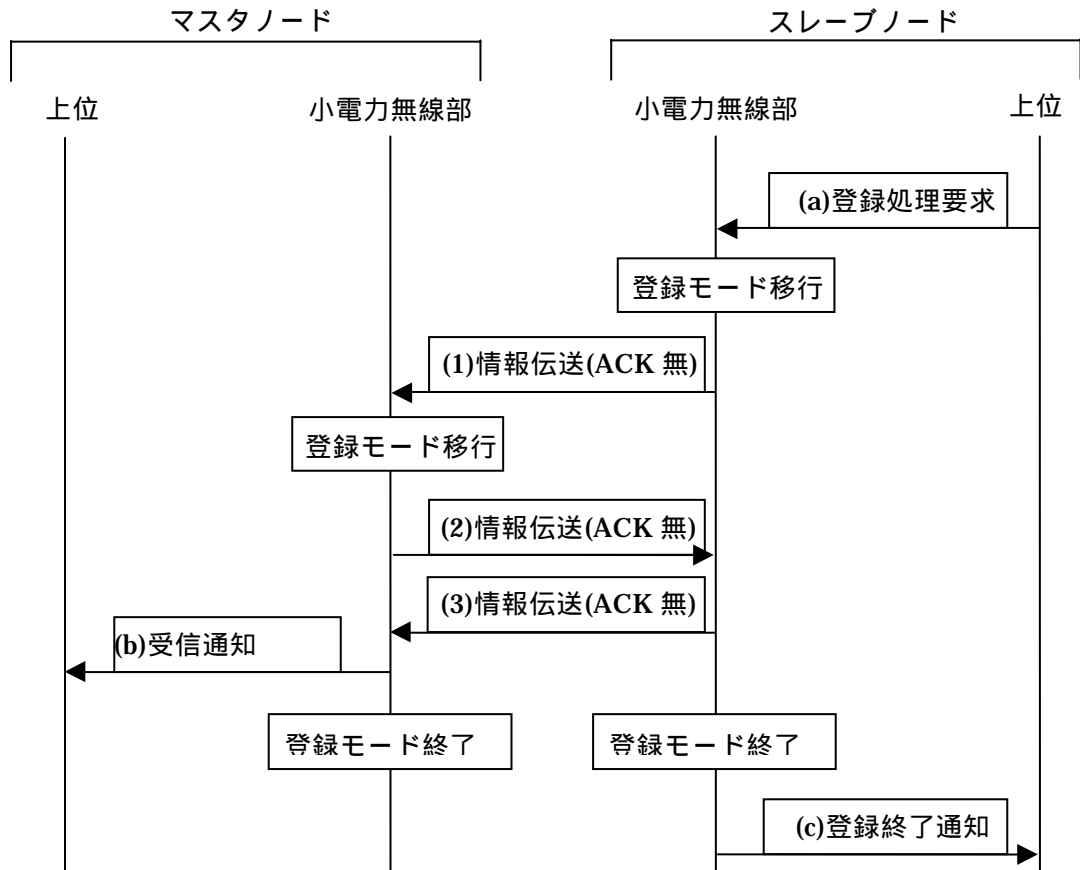 マスタノード
スレーブノード
上位
小電力無線部
小電力無線部
上位
(a)登録処理要求
登録モード移行
(1)情報伝送(ACK 無)
登録モード移行
(2)情報伝送(ACK 無)
(3)情報伝送(ACK 無)
(b)受信通知
登録モード終了
登録モード終了
(c)登録終了通知